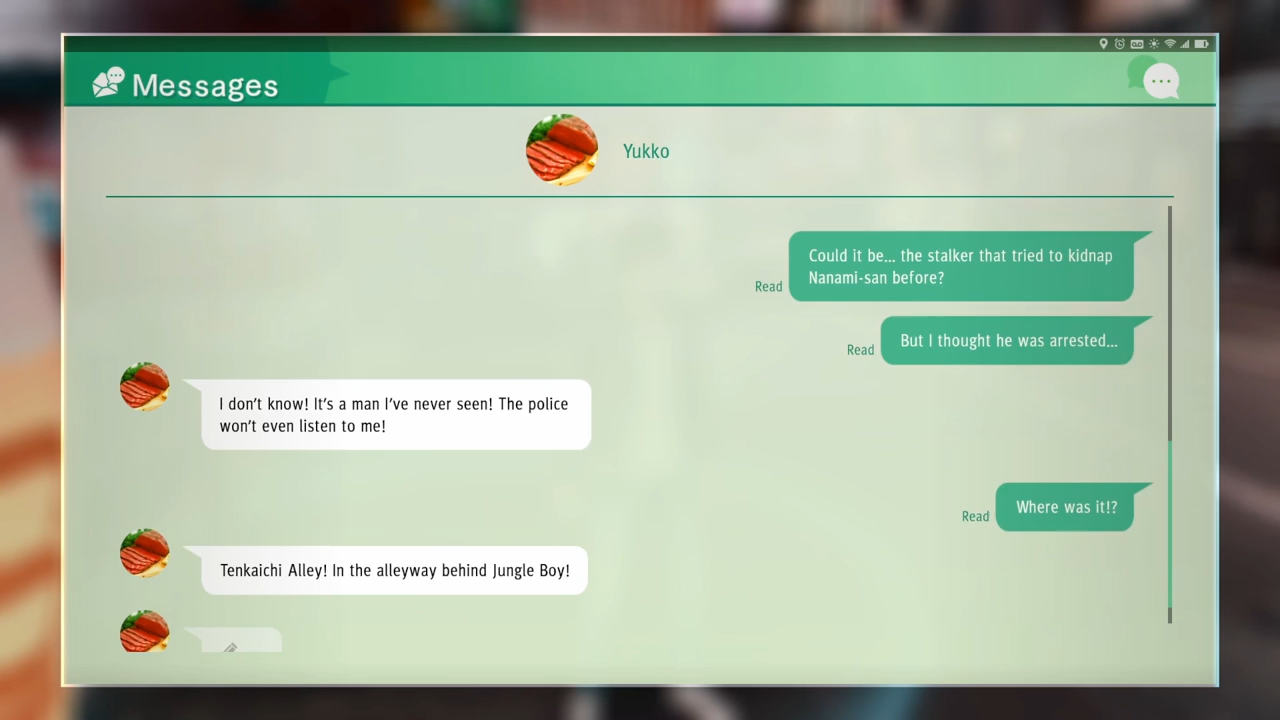 Messages
Yukko
Could it be... the stalker that tried to kidnap
Nanami-san before?
Read
But I thought he was arrested...
Read
I don't know! It's a man I've never seen! The police
won't even listen to me!
Where was it!?
Read
Tenkaichi Alley! In the alleyway behind Jungle Boy!